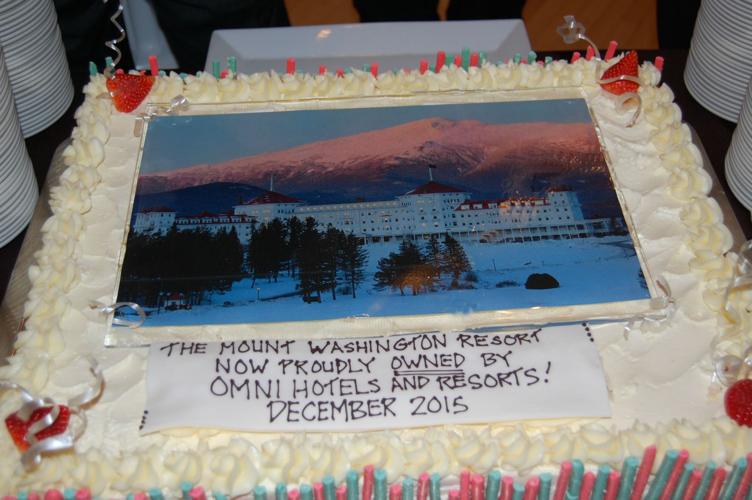 THE MOUNT WASHINGTON RESORT
NOW PROUDLY OWNED BY
OMNI HOTELS AND RESORTS!
DECEMBER 2015